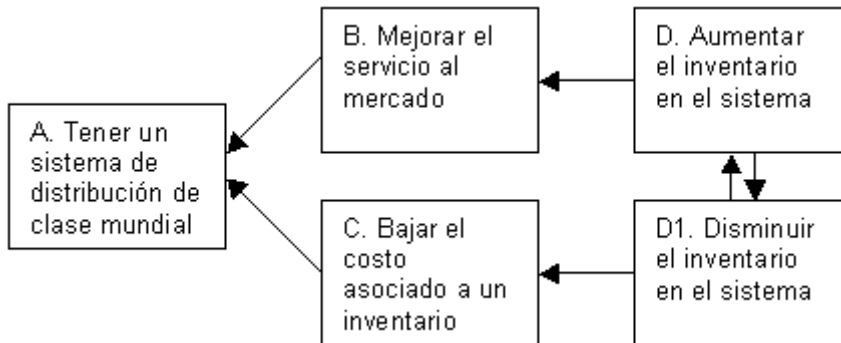 B. Mejorar el
servicio al
mercado
D. Aumentar
el inventario
en el sistema
A. Tener un
sistema de
distribución de
clase mundial
C. Bajar el
costo
asociado a un
inventario
D1. Disminuir
el inventario
en el sistema